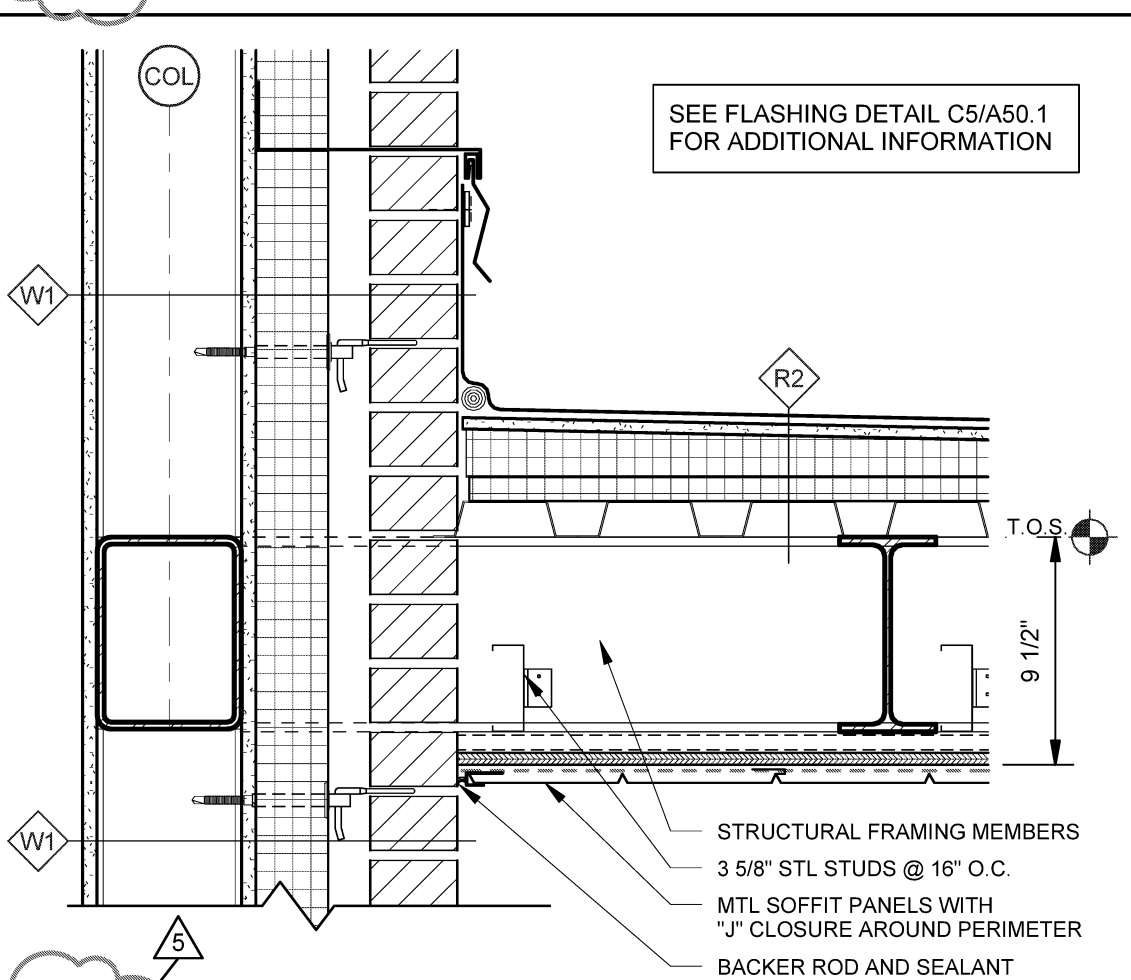 COL
SEE FLASHING DETAIL C5/A50.1
FOR ADDITIONAL INFORMATION
W1
R2
T.O.S.
9 1/2"
W1
STRUCTURAL FRAMING MEMBERS
3 5/8" STL STUDS @ 16" O.C.
MTL SOFFIT PANELS WITH
"J" CLOSURE AROUND PERIMETER
BACKER ROD AND SEALANT
5